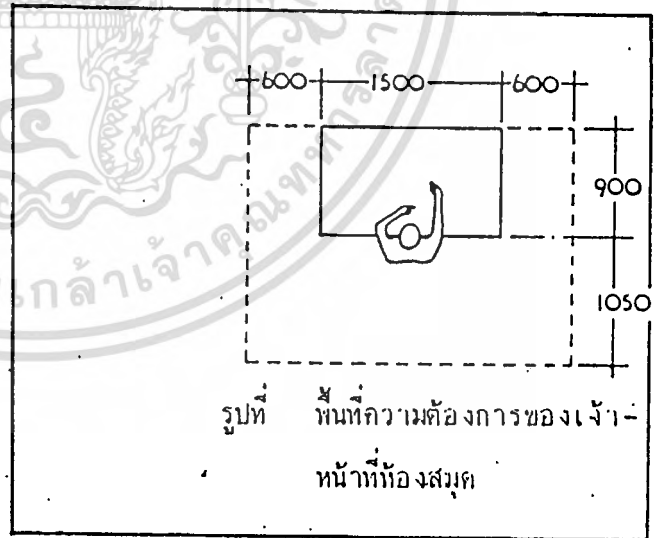 600 1500 600
900
1050
รูปที่ พื้นที่ความต้องการของเจ้า-
หน้าที่ห้องสมุด